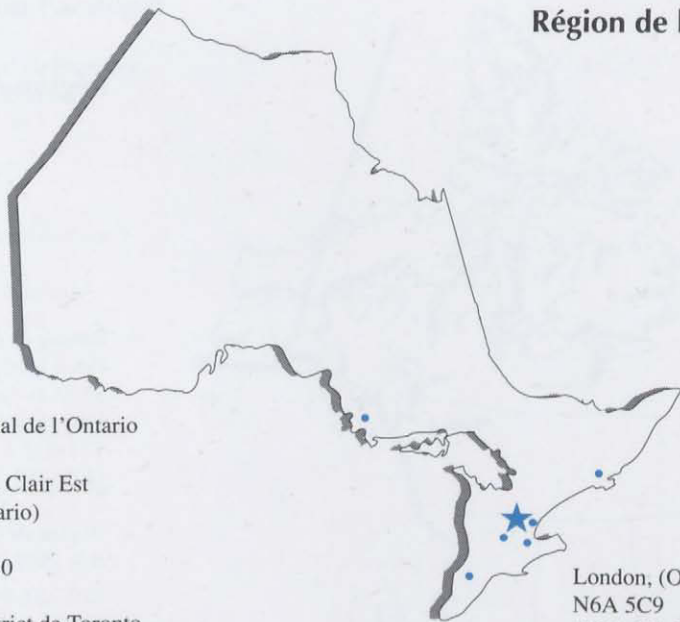 Région de l
al de l’Ontario
Clair Est
ario)
0
London, (O
N6A 5C9